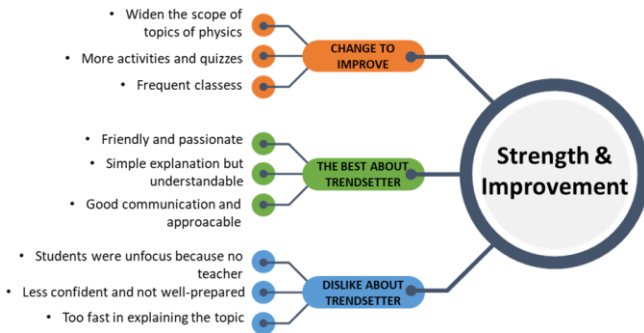 • Widen the scope of
topics of physics
• More activities and quizzes
• Frequent classess
CHANGE TO
IMPROVE
• Friendly and passionate
• Simple explanation but
understandable
• Good communication and
approacable
THE BEST ABOUT
TRENDSETTER
• Students were unfocus because no
teacher
• Less confident and not well-prepared
• Too fast in explaining the topic
DISLIKE ABOUT
TRENDSETTER
Strength &
Improvement